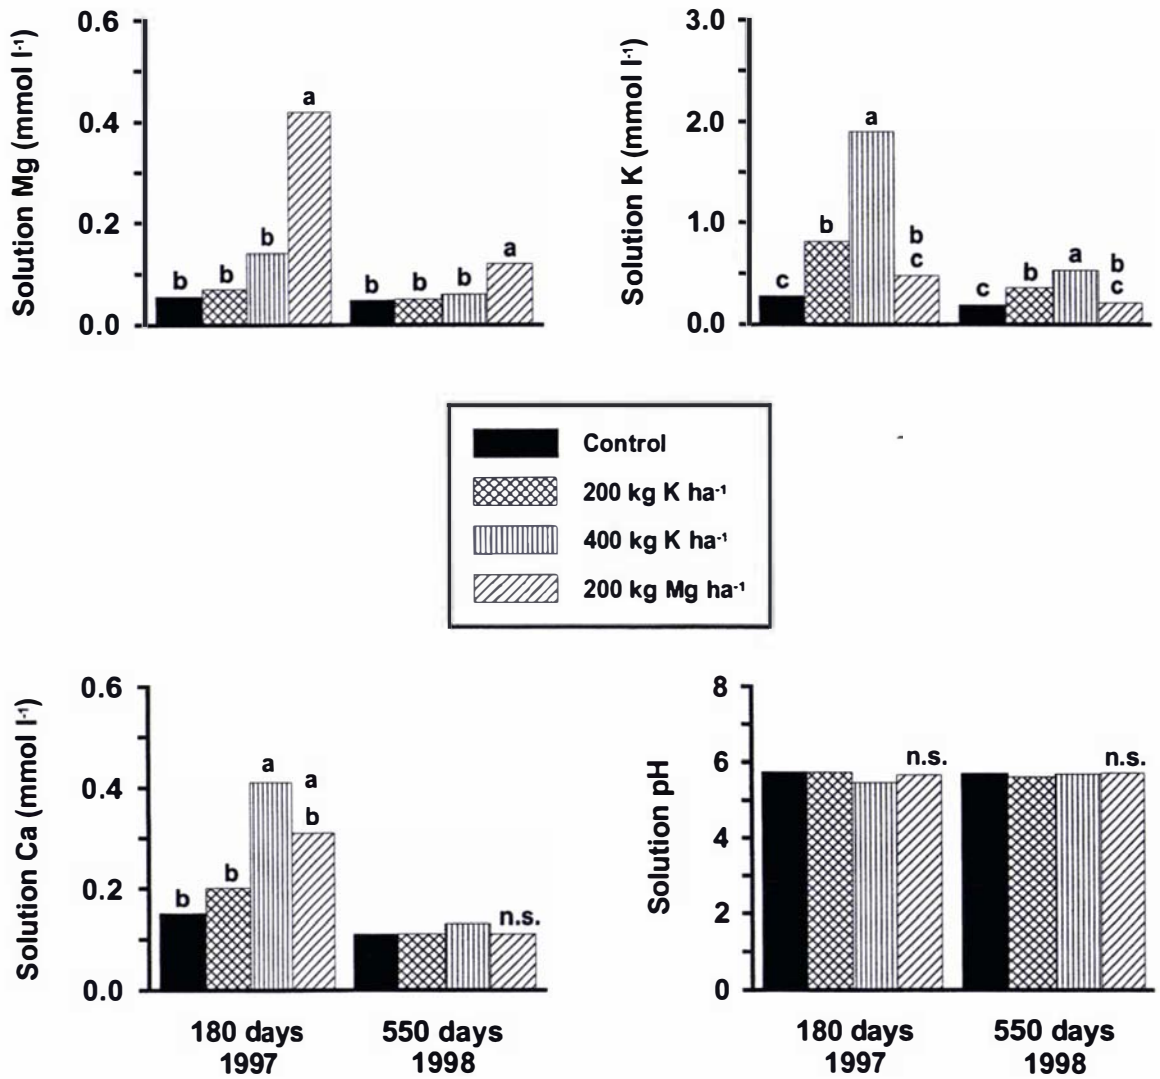 Solution Mg (mmol l⁻¹)
0.6
0.4
0.2
0.0
b
b
b
a
b
b
b
a
Solution K (mmol l⁻¹)
3.0
2.0
1.0
0.0
c
b
a
b
c
c
b
a
b
c
Control
200 kg K ha⁻¹
400 kg K ha⁻¹
200 kg Mg ha⁻¹
Solution Ca (mmol l⁻¹)
0.6
0.4
0.2
0.0
b
b
a
a
b
n.s.
180 days
1997
550 days
1998
Solution pH
8
6
4
2
0
n.s.
n.s.
180 days
1997
550 days
1998